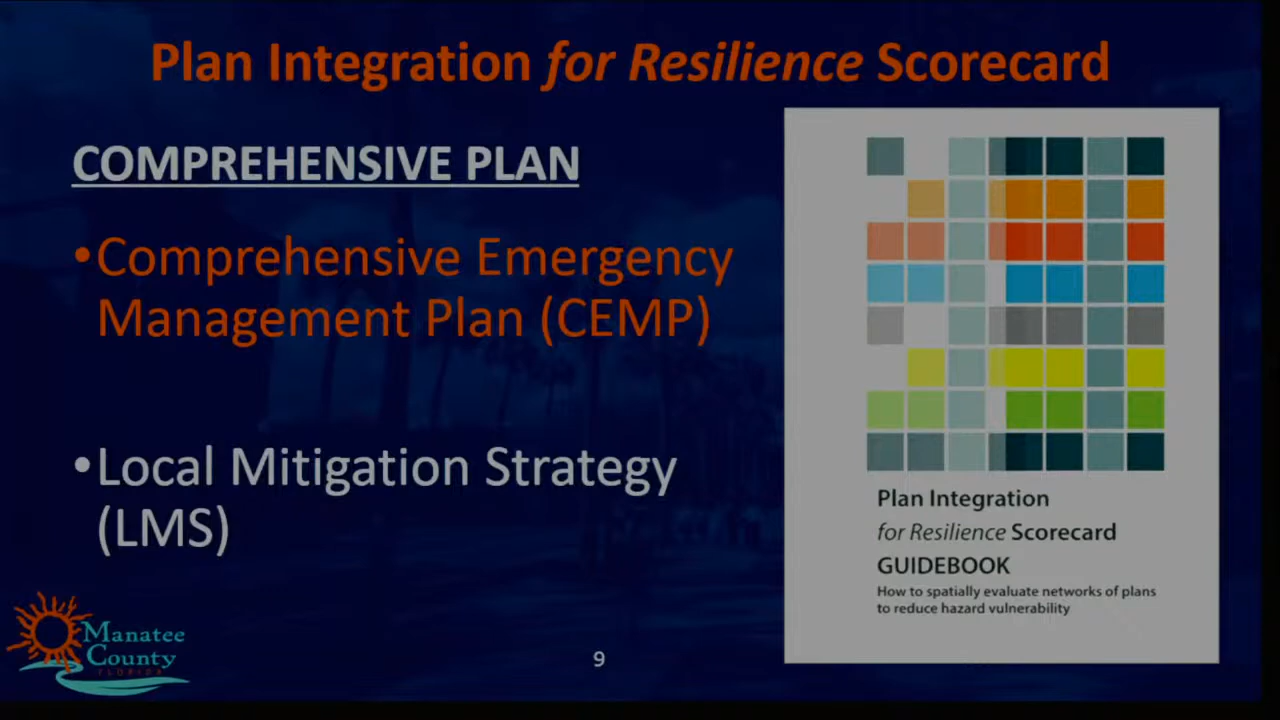 Plan Integration for Resilience Scorecard
COMPREHENSIVE PLAN
•Comprehensive Emergency
Management Plan (CEMP)
•Local Mitigation Strategy
(LMS)
Plan Integration
for Resilience Scorecard
GUIDEBOOK
How to spatially evaluate networks of plans
to reduce hazard vulnerability
Manatee
County
FLORIDA
9